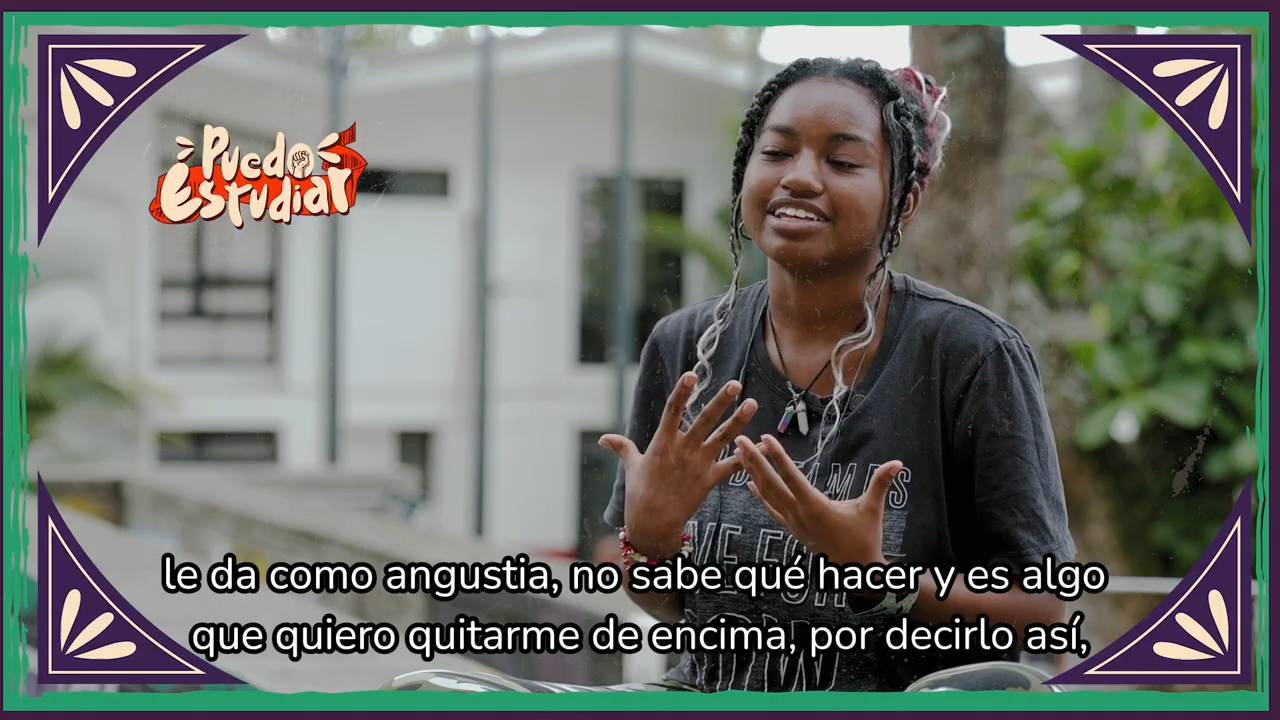 Puedo
Estudiar
le da como angustia, no sabe qué hacer y es algo
que quiero quitarme de encima, por decirlo así,